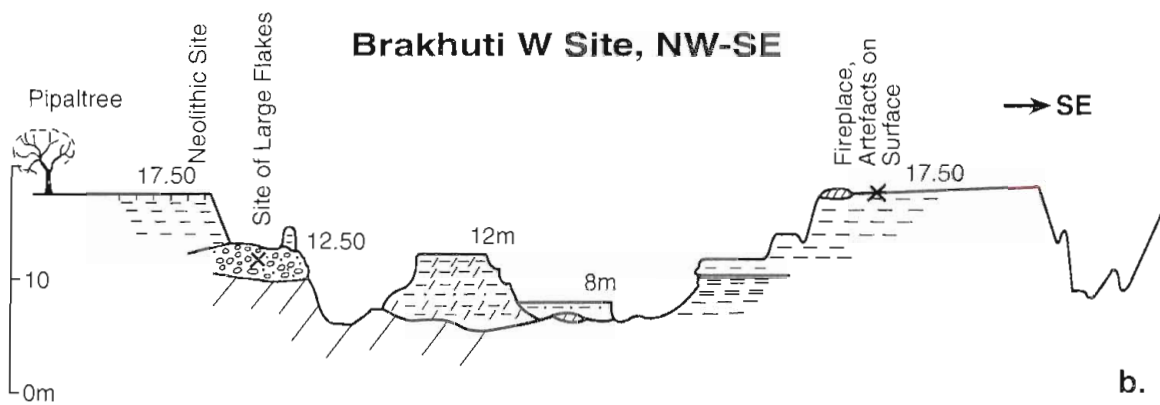 Brakhuti W Site, NW-SE
Pipaltree
Neolithic Site
Site of Large Flakes
Fireplace,
Artefacts on
Surface
SE
17.50
12.50
12m
8m
17.50
10
0m
b.